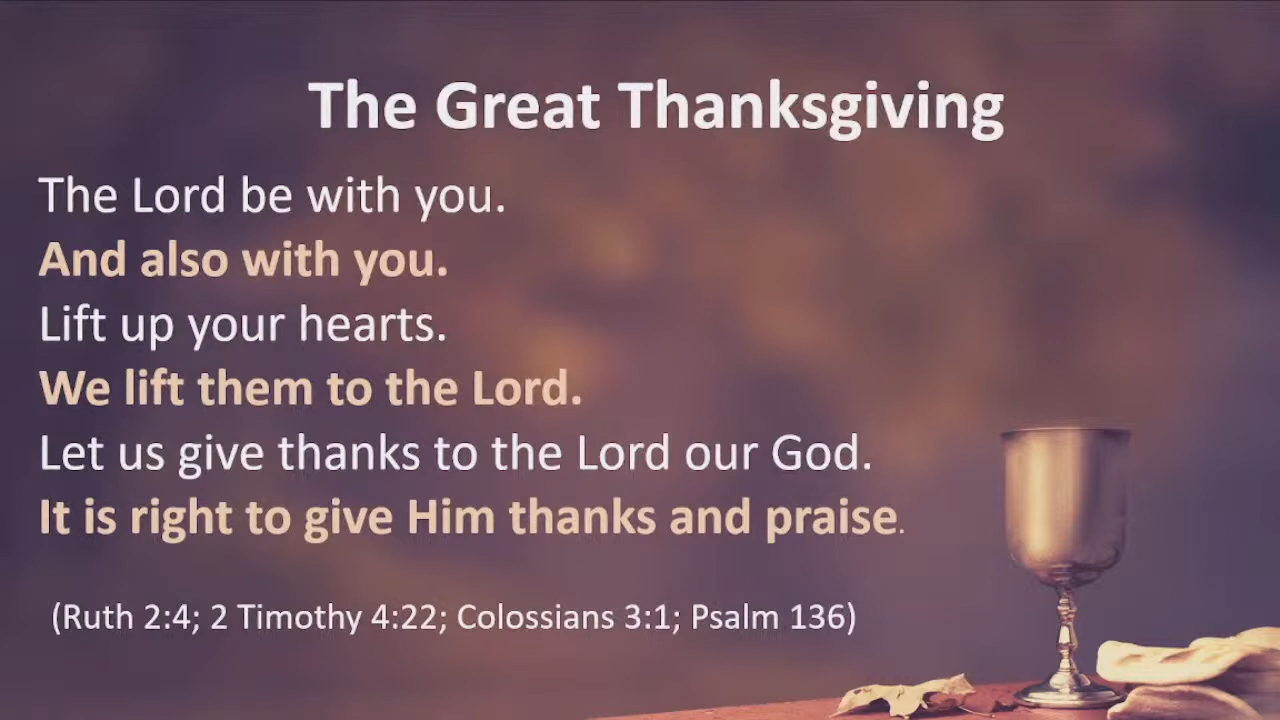 The Great Thanksgiving
The Lord be with you.
And also with you.
Lift up your hearts.
We lift them to the Lord.
Let us give thanks to the Lord our God.
It is right to give Him thanks and praise.
(Ruth 2:4; 2 Timothy 4:22; Colossians 3:1; Psalm 136)